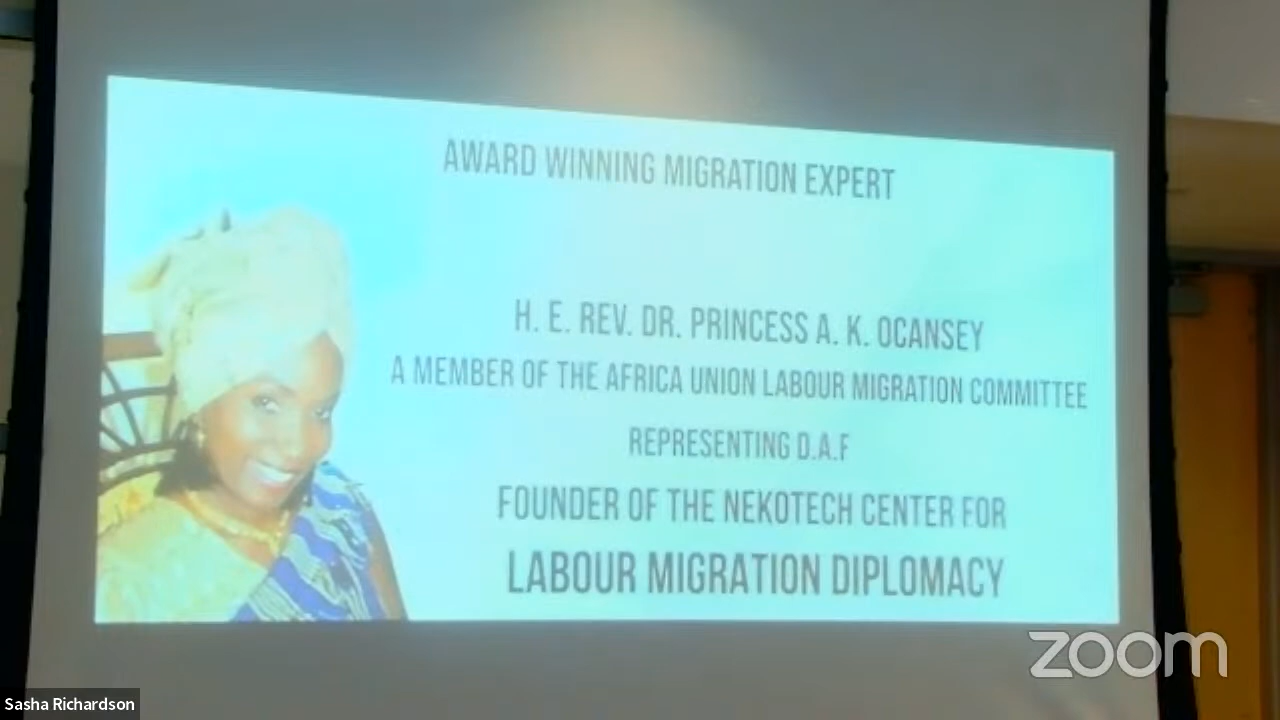 AWARD WINNING MIGRATION EXPERT
H. E. REV. DR. PRINCESS A. K. OCANSEY
A MEMBER OF THE AFRICA UNION LABOUR MIGRATION COMMITTEE
REPRESENTING D.A.F
FOUNDER OF THE NEKOTECH CENTER FOR
LABOUR MIGRATION DIPLOMACY
zoom
Sasha Richardson